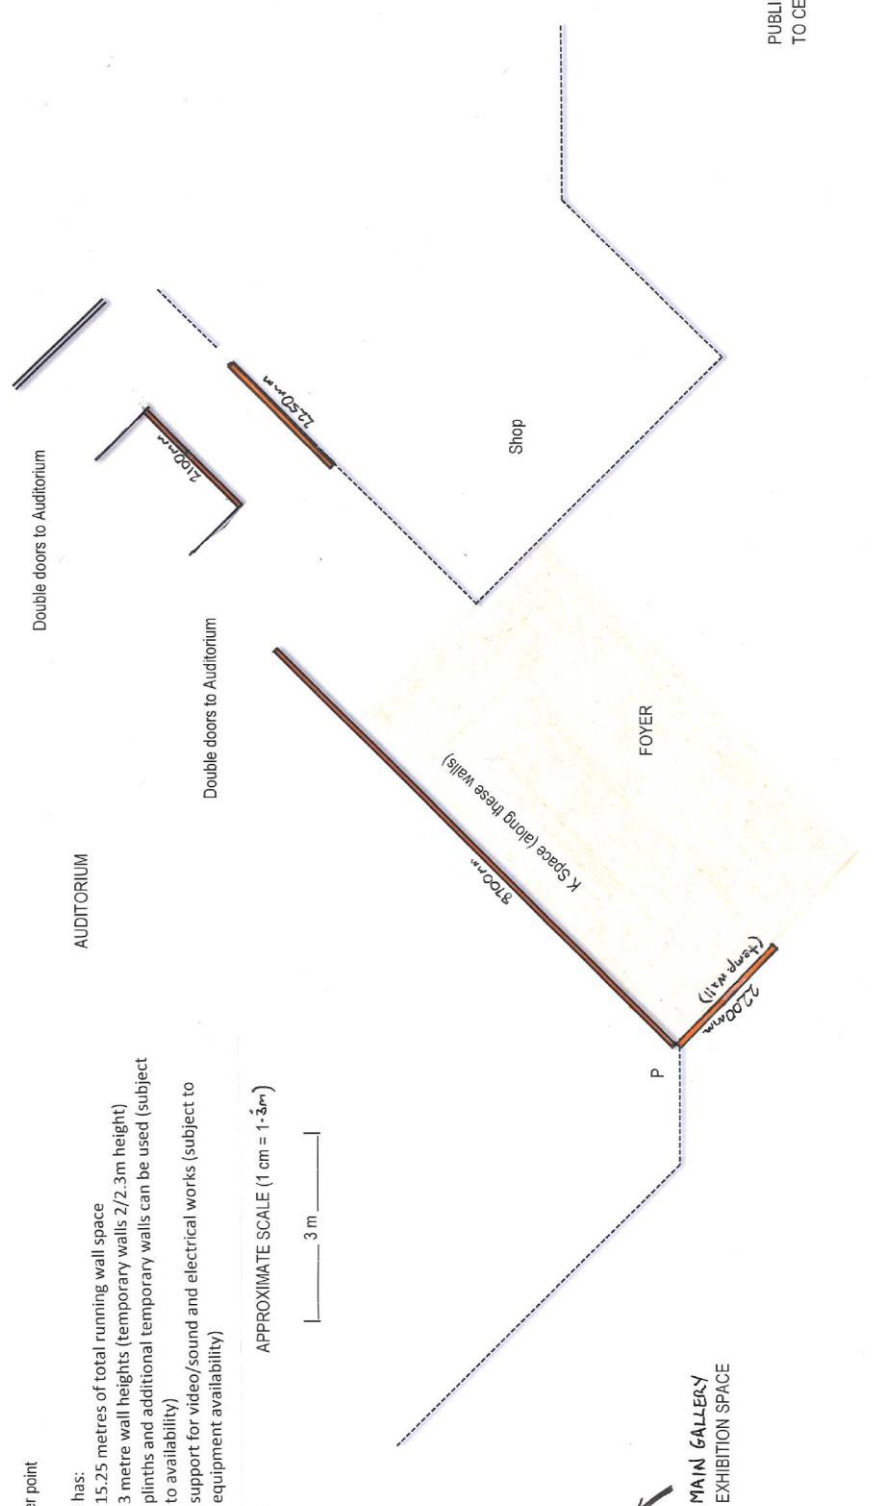 er point
has:
15.25 metres of total running wall space
3 metre wall heights (temporary walls 2/2.3m height)
plinths and additional temporary walls can be used (subject
to availability)
support for video/sound and electrical works (subject to
equipment availability)
APPROXIMATE SCALE (1 cm = 1.3m)
3 m
AUDITORIUM
Double doors to Auditorium
Double doors to Auditorium
2100mm
2250mm
Shop
8700mm
K Space (along these walls)
FOYER
P
2200mm
(temp. wall)
MAIN GALLERY
EXHIBITION SPACE
PUBLI
TO CE